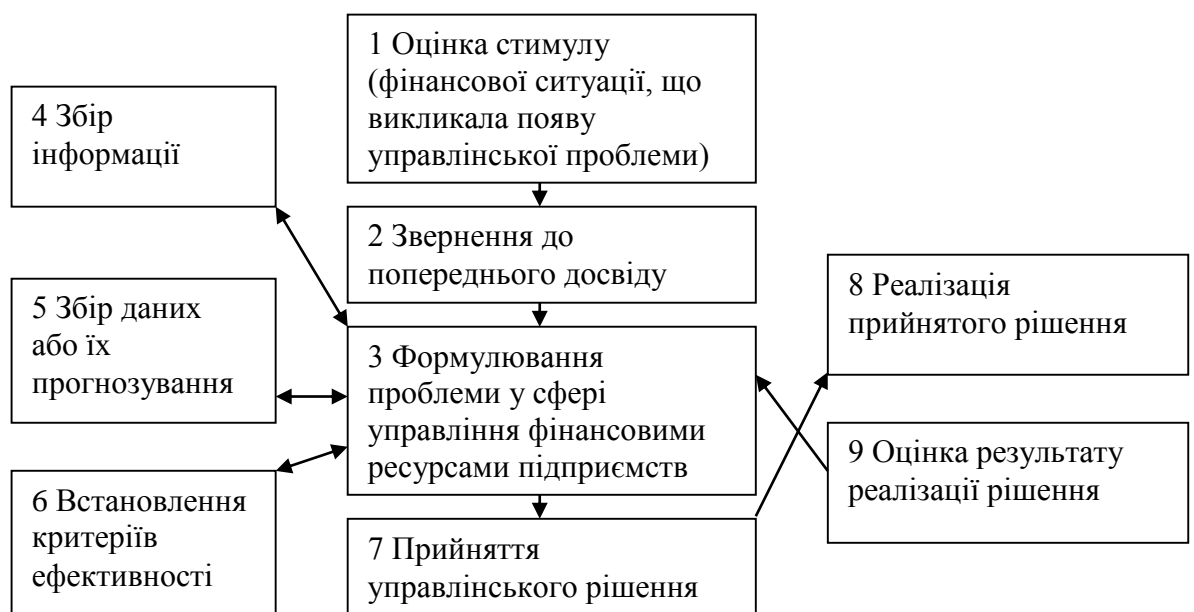 1 Оцінка стимулу
(фінансової ситуації, що
викликала появу
управлінської проблеми)
2 Звернення до
попереднього досвіду
3 Формулювання
проблеми у сфері
управління фінансовими
ресурсами підприємств
4 Збір
інформації
5 Збір даних
або їх
прогнозування
6 Встановлення
критеріїв
ефективності
7 Прийняття
управлінського рішення
8 Реалізація
прийнятого рішення
9 Оцінка результату
реалізації рішення